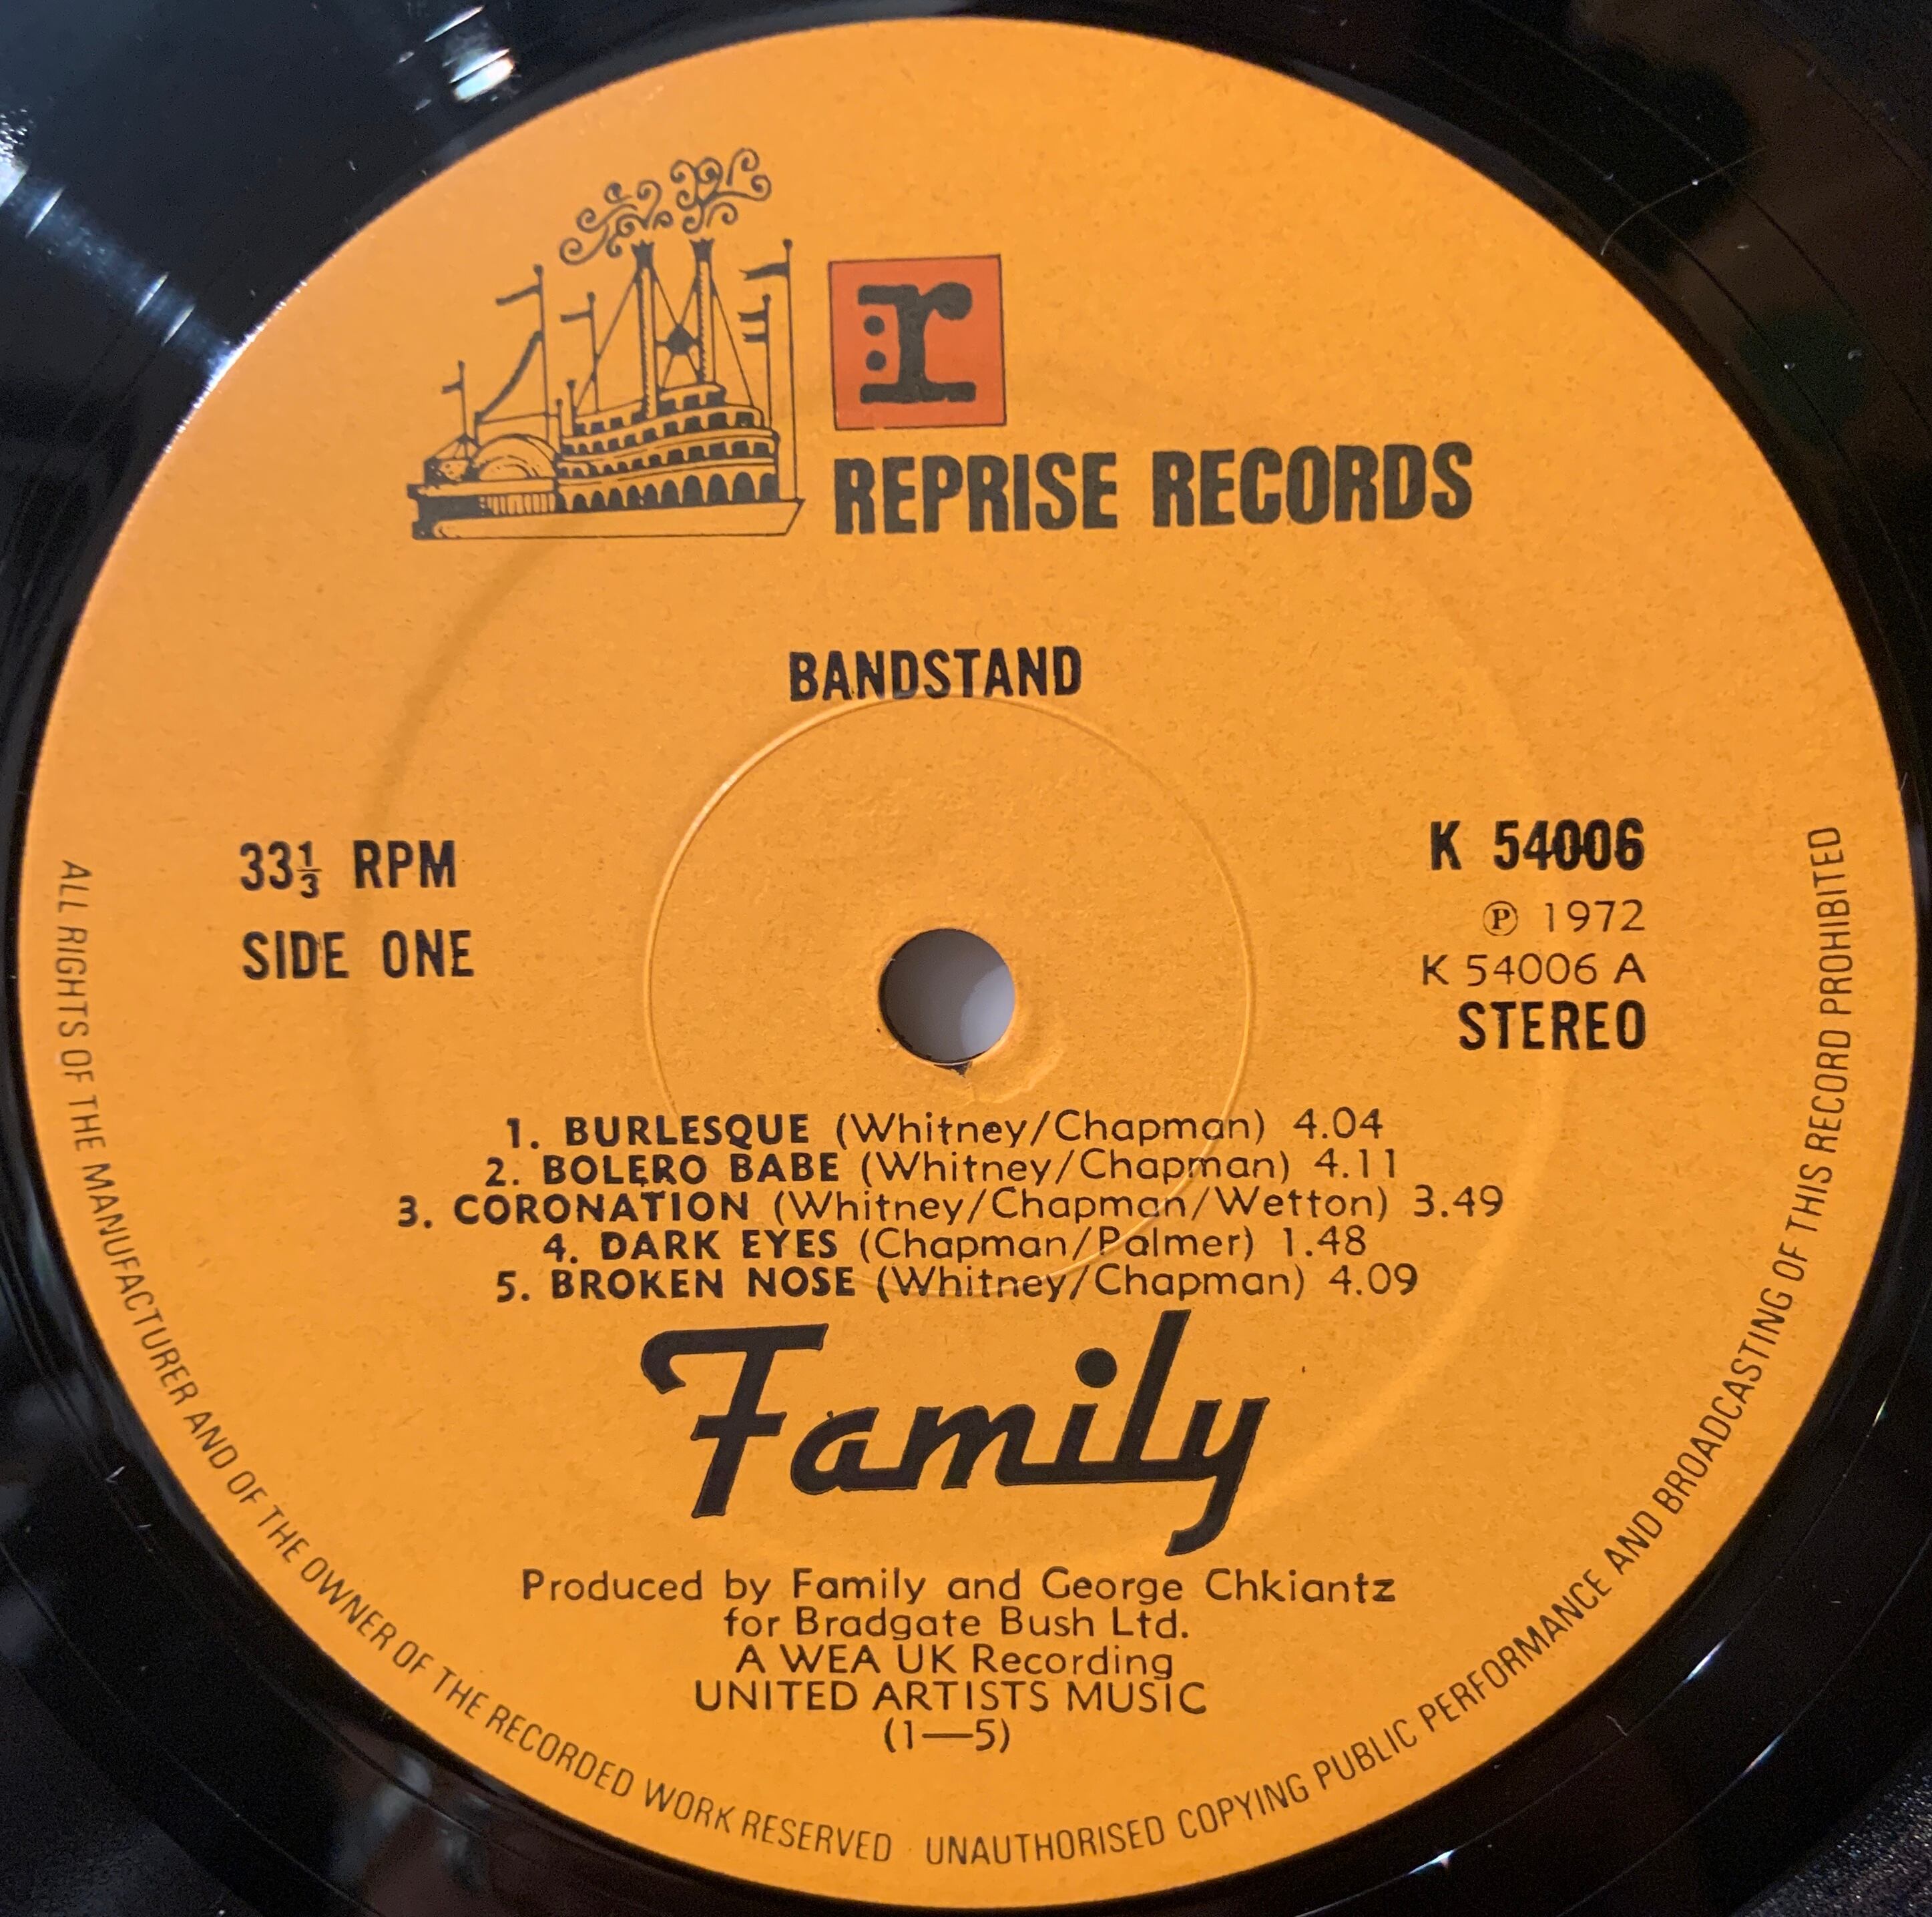 r
REPRISE RECORDS
BANDSTAND
33⅓ RPM
SIDE ONE
K 54006
℗ 1972
K 54006 A
STEREO
1. BURLESQUE (Whitney/Chapman) 4.04
2. BOLERO BABE (Whitney/Chapman) 4.11
3. CORONATION (Whitney/Chapman/Wetton) 3.49
4. DARK EYES (Chapman/Palmer) 1.48
5. BROKEN NOSE (Whitney/Chapman) 4.09
Family
Produced by Family and George Chkiantz
for Bradgate Bush Ltd.
A WEA UK Recording
UNITED ARTISTS MUSIC
(1—5)
ALL RIGHTS OF THE MANUFACTURER AND OF THE OWNER OF THE RECORDED WORK RESERVED · UNAUTHORISED COPYING PUBLIC PERFORMANCE AND BROADCASTING OF THIS RECORD PROHIBITED